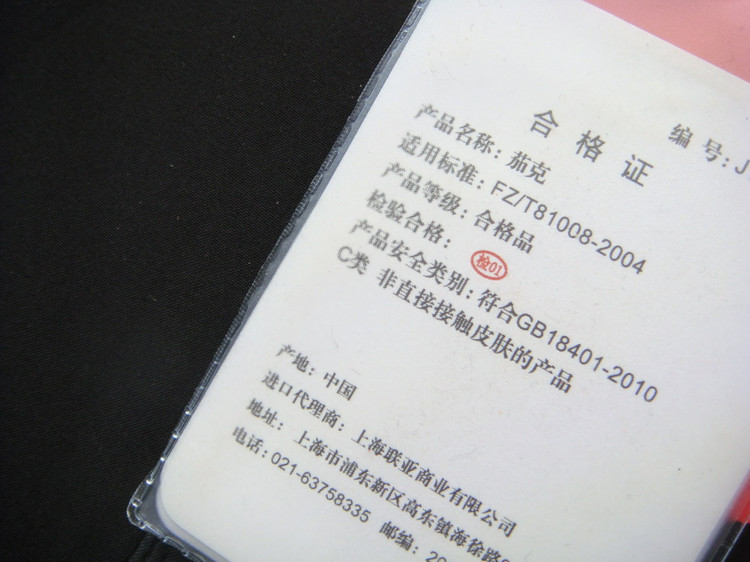 编号:J
合格证
产品名称:茄克
适用标准:FZ/T81008-2004
产品等级:合格品
检验合格:检01
产品安全类别:符合GB18401-2010
C类 非直接接触皮肤的产品
产地:中国
进口代理商:上海联亚商业有限公司
地址:上海市浦东新区高东镇海徐路
电话:021-63758335 邮编:20